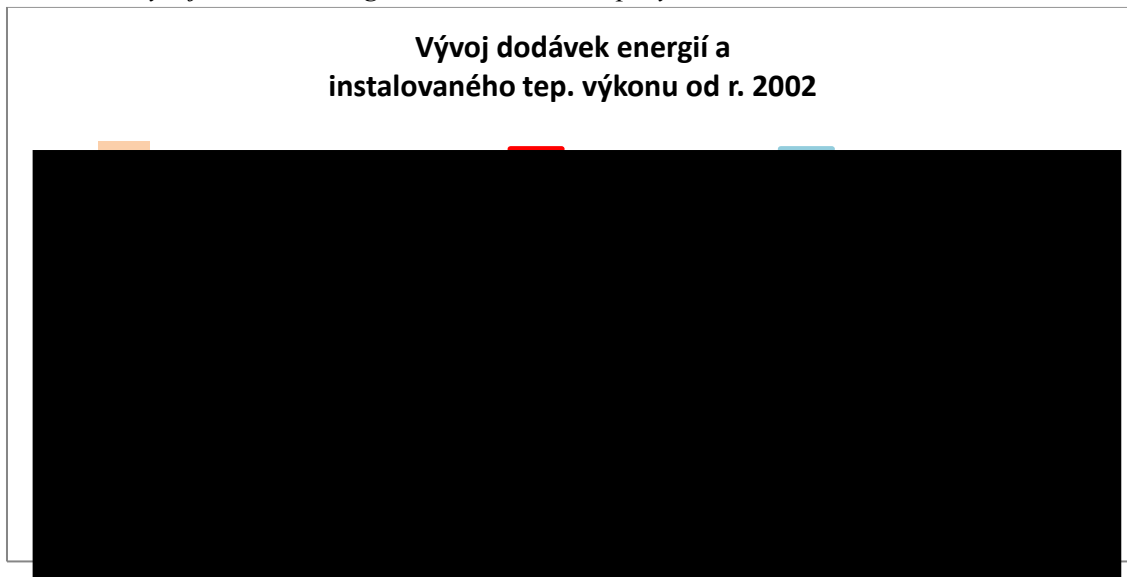 Vývoj dodávek energií a
instalovaného tep. výkonu od r. 2002